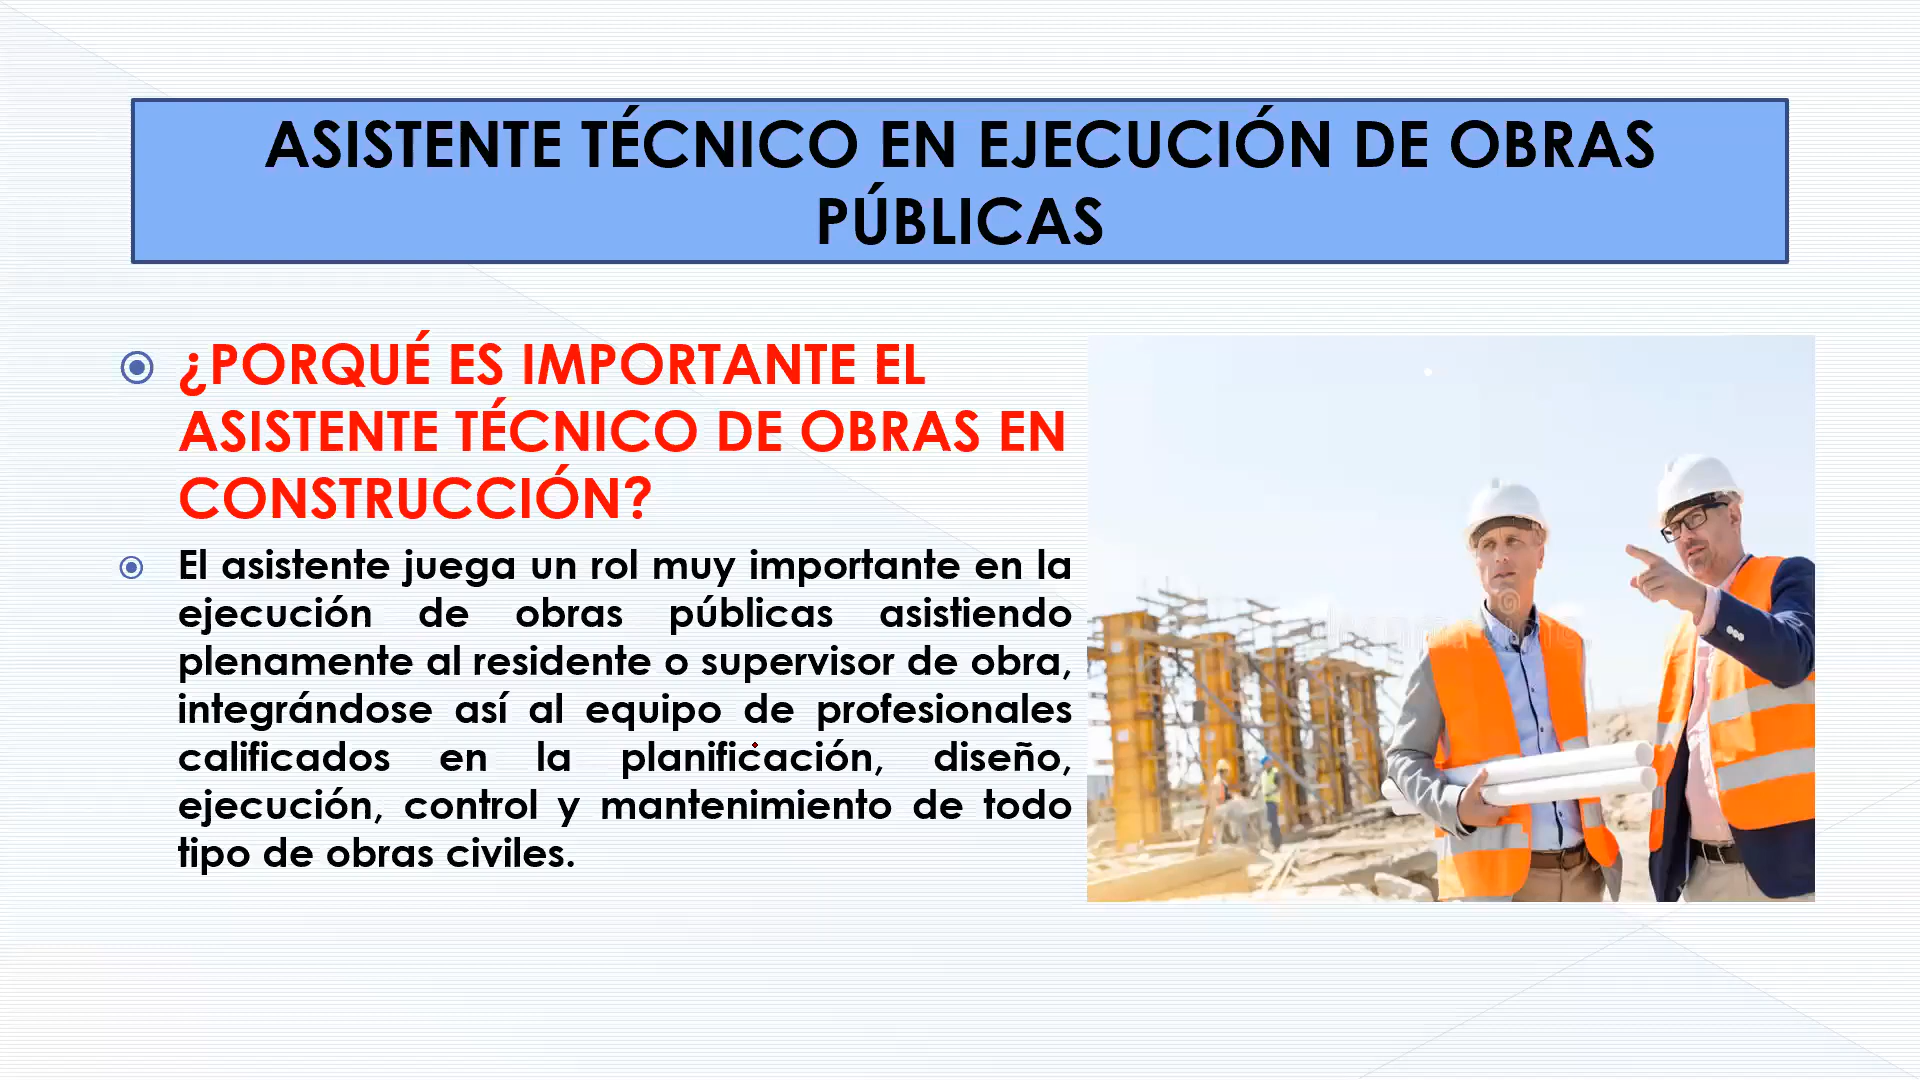 ASISTENTE TÉCNICO EN EJECUCIÓN DE OBRAS
PÚBLICAS
¿PORQUÉ ES IMPORTANTE EL
ASISTENTE TÉCNICO DE OBRAS EN
CONSTRUCCIÓN?
El asistente juega un rol muy importante en la
ejecución de obras públicas asistiendo
plenamente al residente o supervisor de obra,
integrándose así al equipo de profesionales
calificados en la planificación, diseño,
ejecución, control y mantenimiento de todo
tipo de obras civiles.